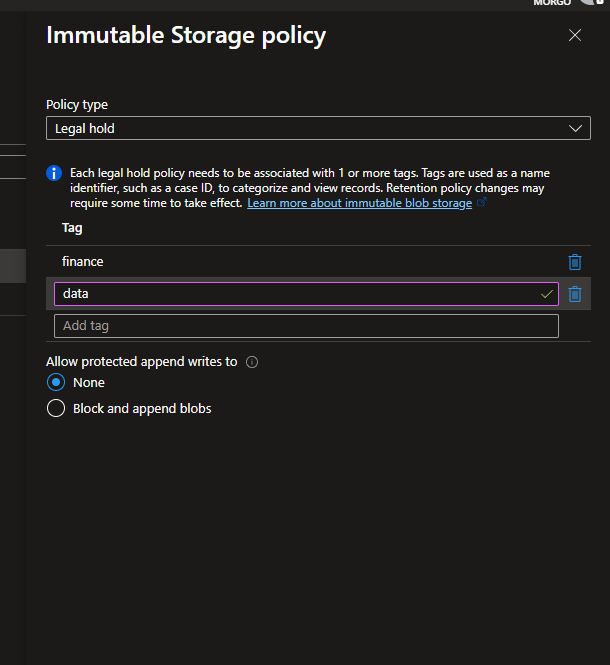 MORGO
Immutable Storage policy
Policy type
Legal hold
Each legal hold policy needs to be associated with 1 or more tags. Tags are used as a name
identifier, such as a case ID, to categorize and view records. Retention policy changes may
require some time to take effect. Learn more about immutable blob storage
Tag
finance
data
Add tag
Allow protected append writes to
None
Block and append blobs